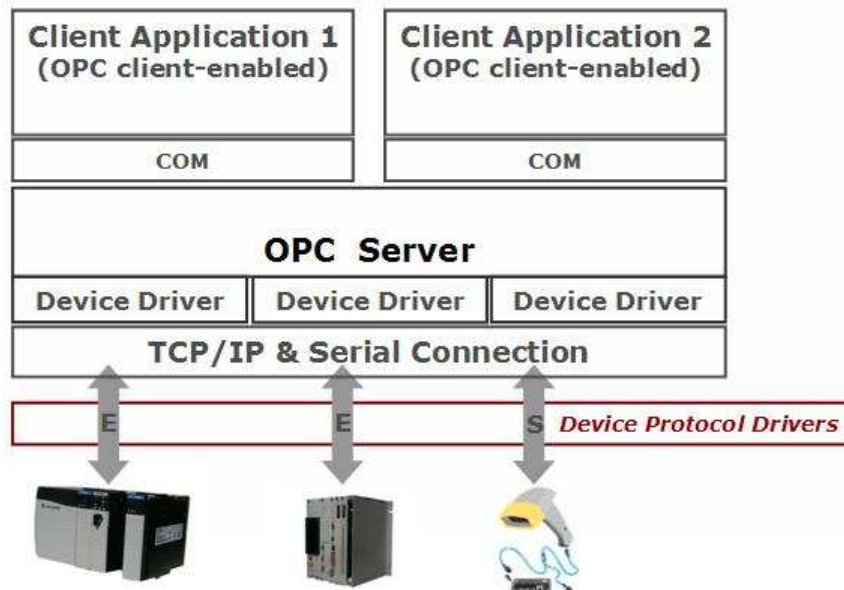 Client Application 1
(OPC client-enabled)
Client Application 2
(OPC client-enabled)
COM
COM
OPC Server
Device Driver
Device Driver
Device Driver
TCP/IP & Serial Connection
E
E
S
Device Protocol Drivers